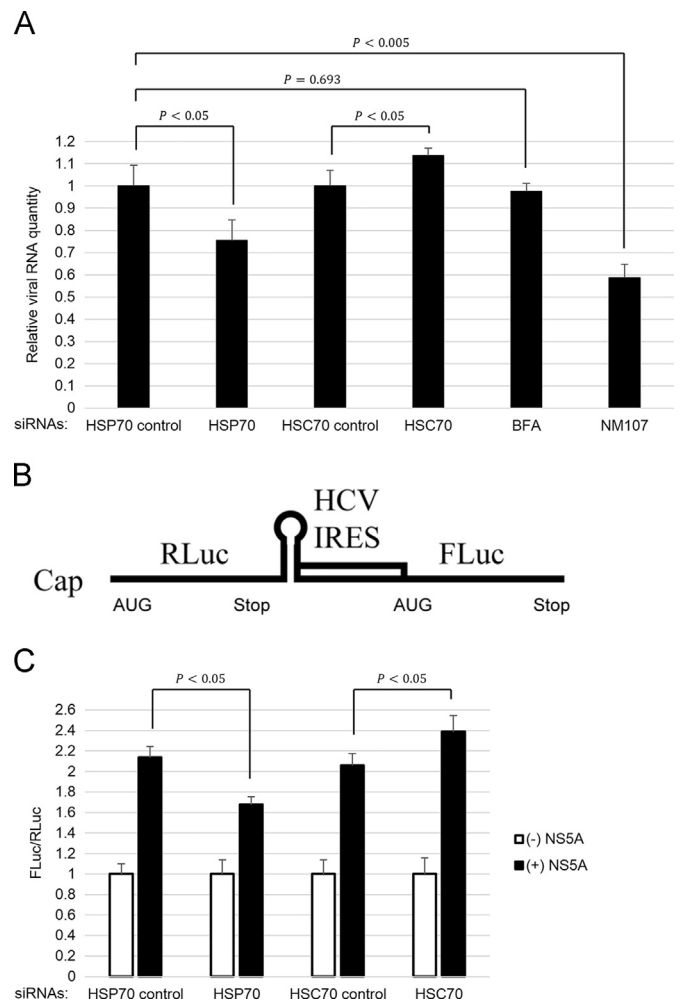 A
P < 0.005
P = 0.693
P < 0.05 P < 0.05
Relative viral RNA quantity
1.2
1.1
1
0.9
0.8
0.7
0.6
0.5
0.4
0.3
0.2
0.1
0
siRNAs: HSP70 control HSP70 HSC70 control HSC70 BFA NM107
B
HCV
IRES
RLuc FLuc
Cap
AUG Stop AUG Stop
C
P < 0.05 P < 0.05
FLuc/RLuc
2.6
2.4
2.2
2
1.8
1.6
1.4
1.2
1
0.8
0.6
0.4
0.2
0
(-) NS5A
(+) NS5A
siRNAs: HSP70 control HSP70 HSC70 control HSC70